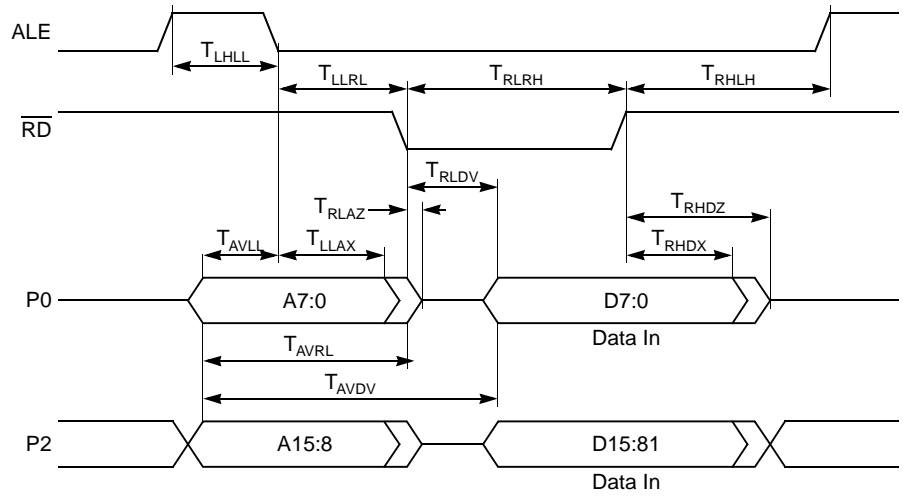 ALE
TLHLL
TLLRL
TRLRH
TRHLH
RD
TRLDV
TRLAZ
TRHDZ
TAVLL
TLLAX
TRHDX
P0
A7:0
D7:0
Data In
TAVRL
TAVDV
P2
A15:8
D15:81
Data In